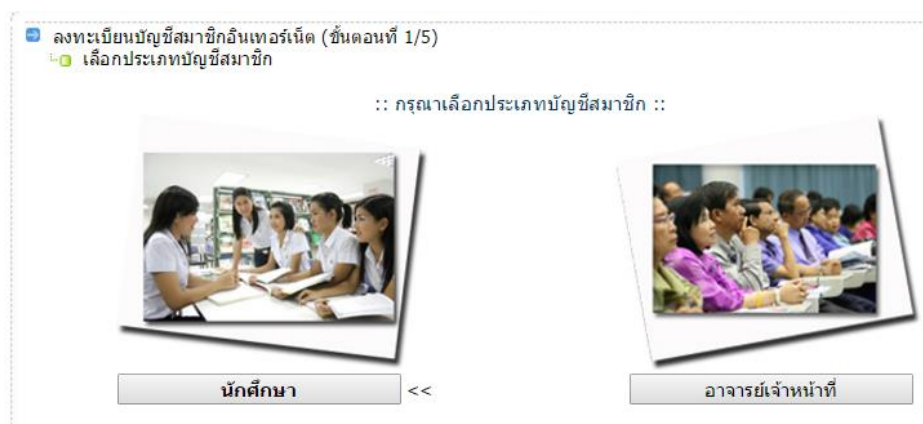 ลงทะเบียนบัญชีสมาชิกอินเทอร์เน็ต (ขั้นตอนที่ 1/5)
เลือกประเภทบัญชีสมาชิก
:: กรุณาเลือกประเภทบัญชีสมาชิก ::
นักศึกษา <<
อาจารย์เจ้าหน้าที่